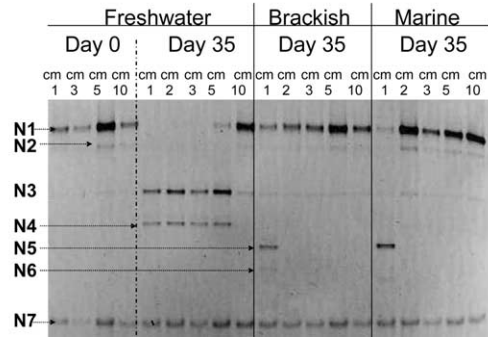 Freshwater Brackish Marine
Day 0 Day 35 Day 35 Day 35
cm cm cm cm cm cm cm cm cm cm cm cm cm cm cm cm cm cm cm
1 3 5 10 1 2 3 5 10 1 2 3 5 10 1 2 3 5 10
N1
N2
N3
N4
N5
N6
N7